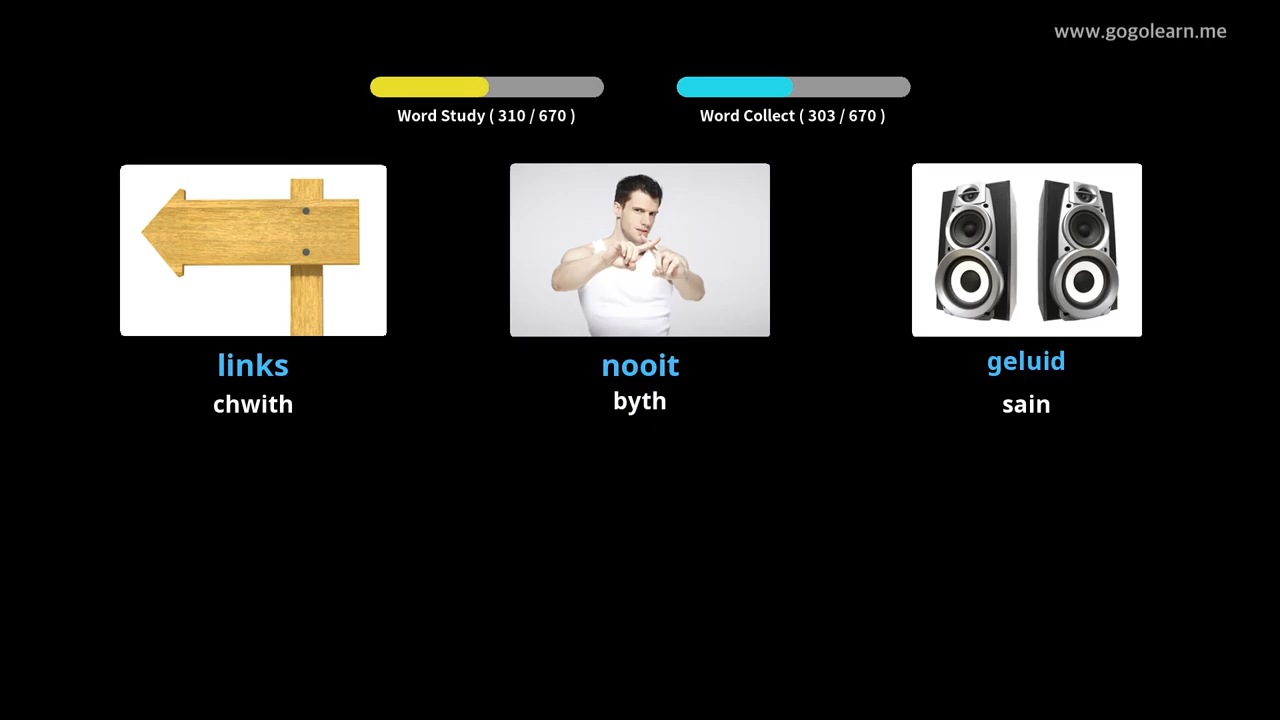 www.gogolearn.me
Word Study ( 310 / 670 )
Word Collect ( 303 / 670 )
links
nooit
geluid
chwith
byth
sain